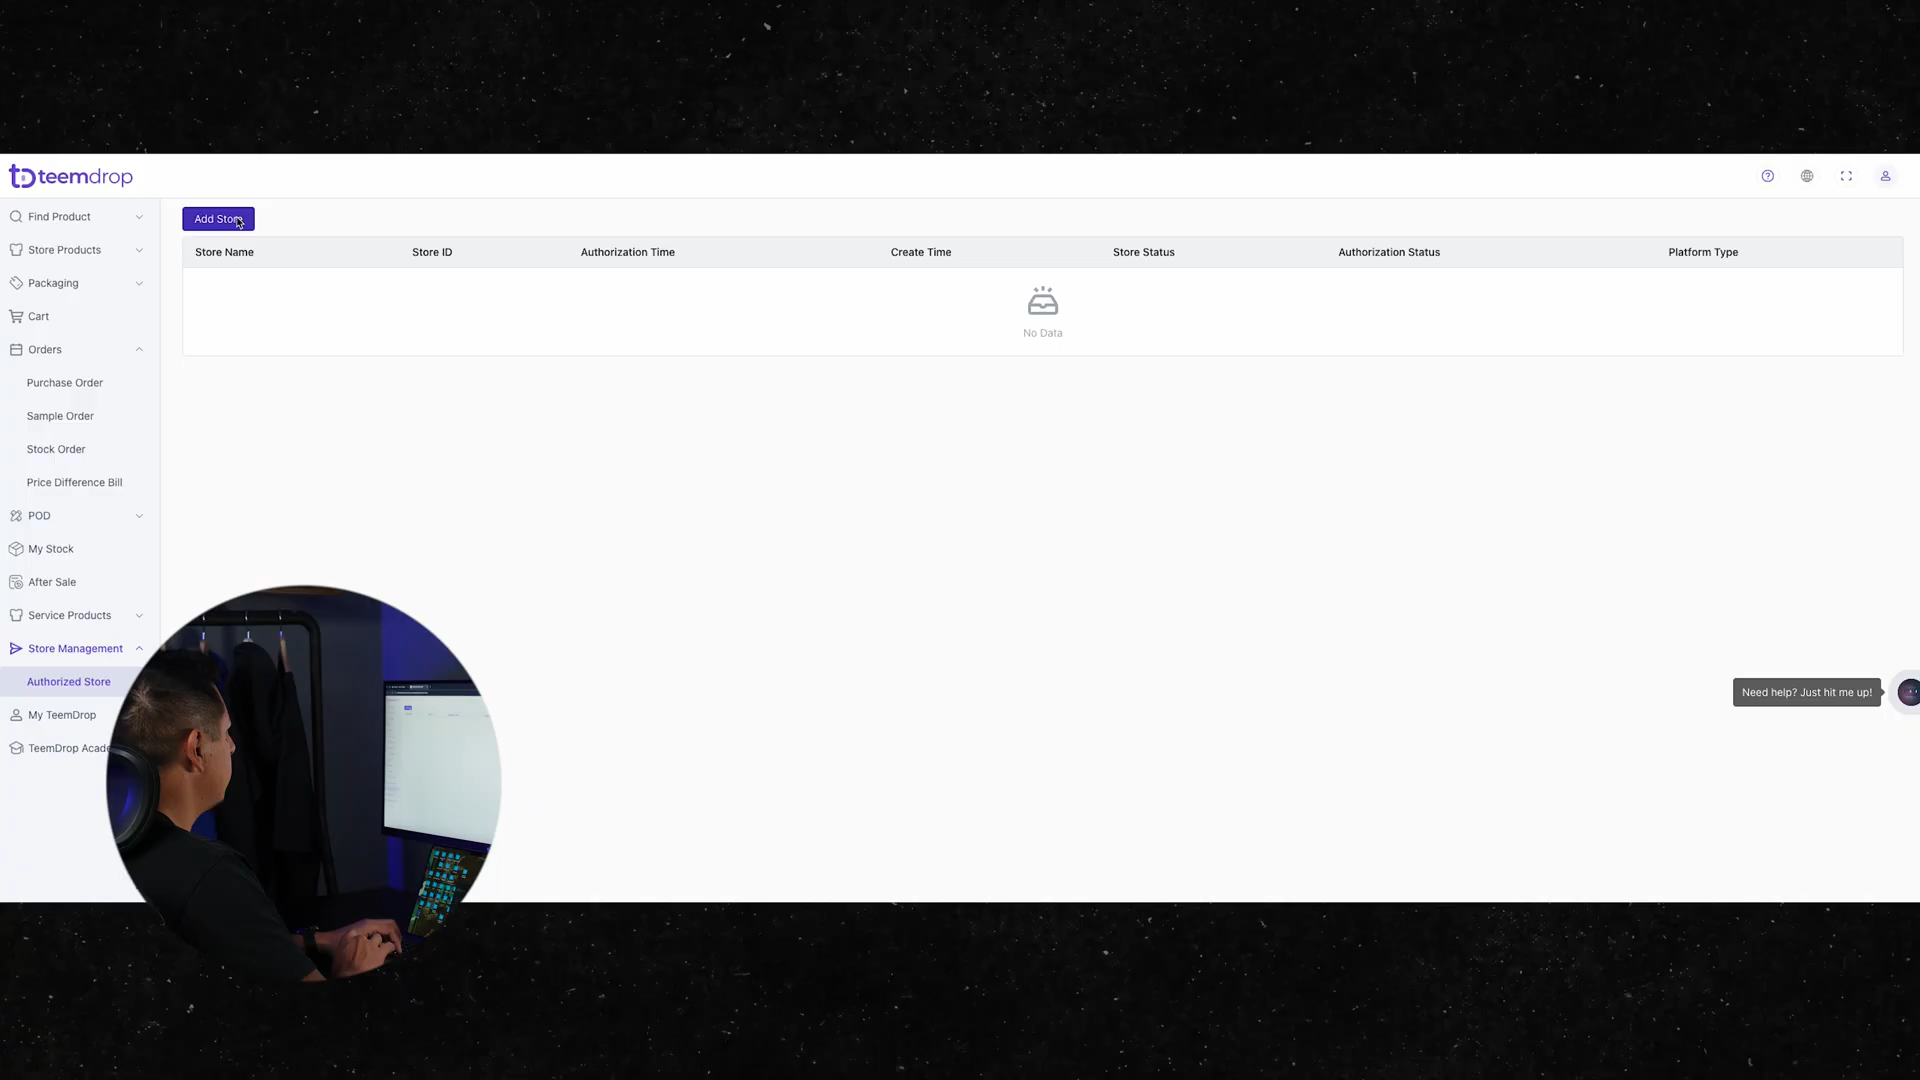 teemdrop
Find Product
Store Products
Packaging
Cart
Orders
Purchase Order
Sample Order
Stock Order
Price Difference Bill
POD
My Stock
After Sale
Service Products
Store Management
Authorized Store
My TeemDrop
TeemDrop Acade
Add Store
Store Name Store ID Authorization Time Create Time Store Status Authorization Status Platform Type
No Data
Need help? Just hit me up!